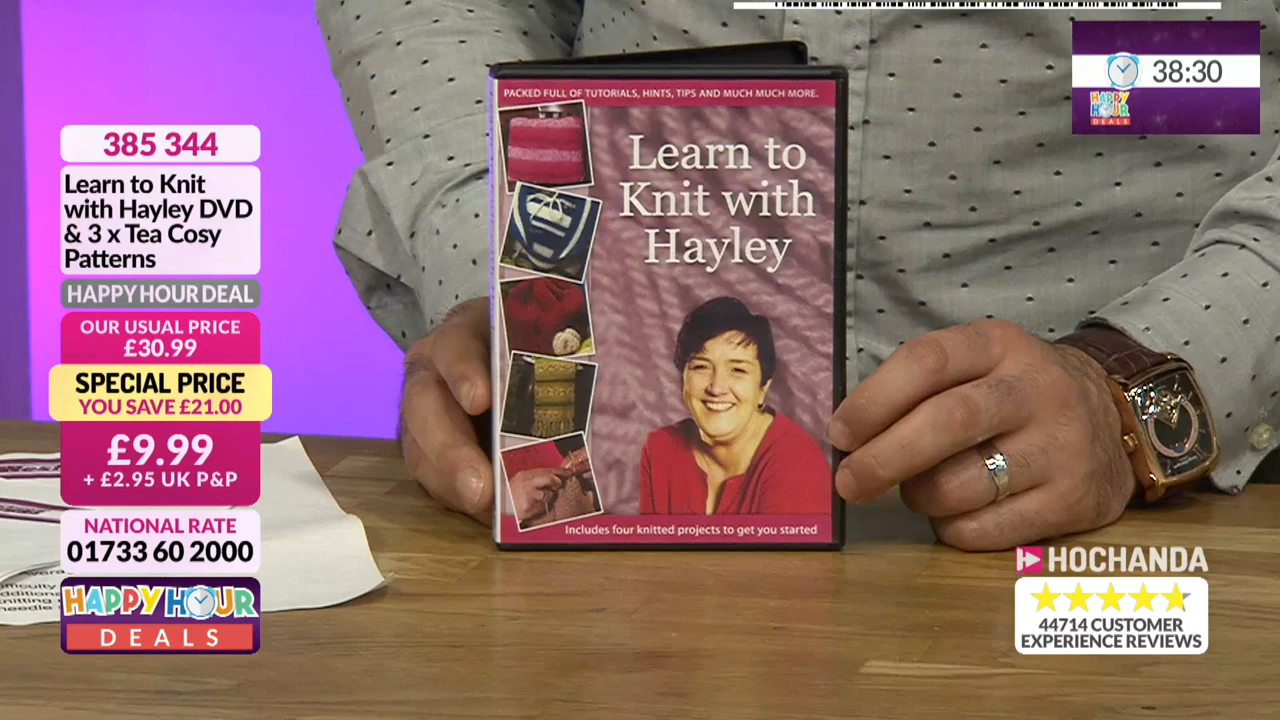 385 344
Learn to Knit
with Hayley DVD
& 3 x Tea Cosy
Patterns
HAPPY HOUR DEAL
OUR USUAL PRICE
£30.99
SPECIAL PRICE
YOU SAVE £21.00
£9.99
+ £2.95 UK P&P
NATIONAL RATE
01733 60 2000
HAPPY HOUR
DEALS
PACKED FULL OF TUTORIALS, HINTS, TIPS AND MUCH MUCH MORE.
Learn to
Knit with
Hayley
Includes four knitted projects to get you started
38:30
HAPPY
HOUR
DEALS
HOCHANDA
44714 CUSTOMER
EXPERIENCE REVIEWS